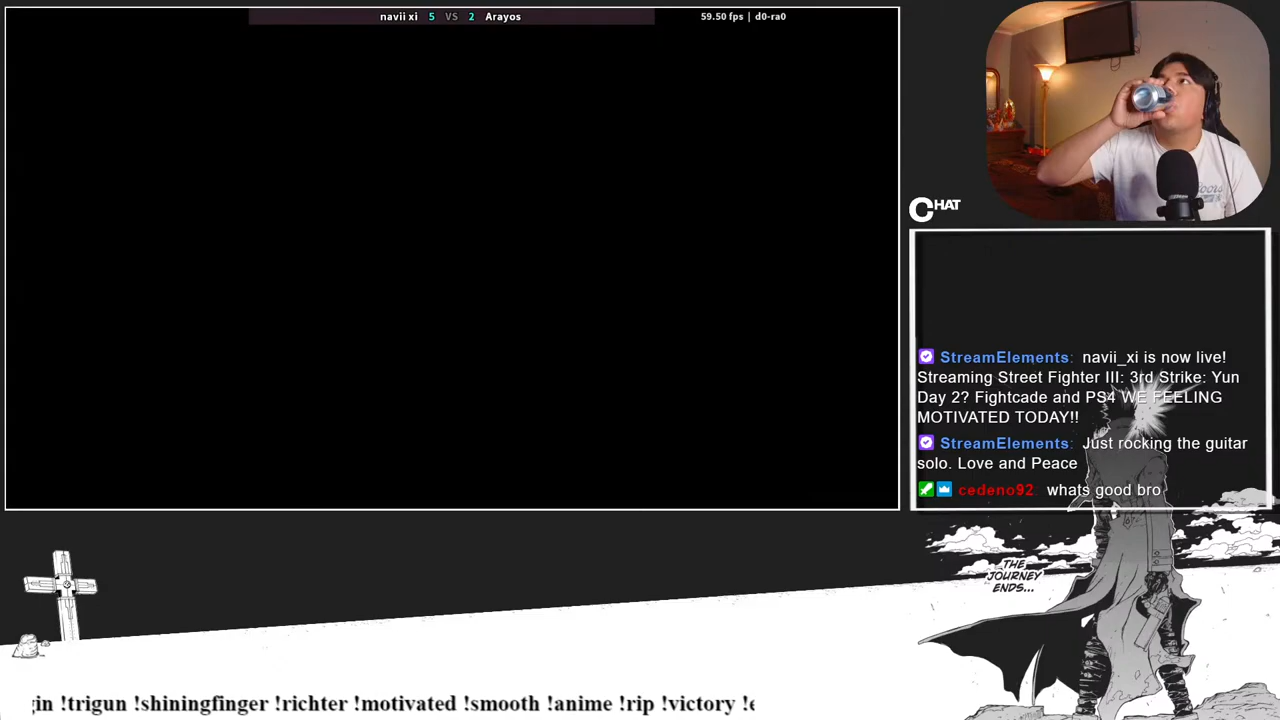 navii xi 5 VS 2 Arayos
59.50 fps | d0-ra0
CHAT
StreamElements: navii_xi is now live!
Streaming Street Fighter III: 3rd Strike: Yun
Day 2? Fightcade and PS4 WE FEELING
MOTIVATED TODAY!!
StreamElements: Just rocking the guitar
solo. Love and Peace
cedeno92: whats good bro
THE
JOURNEY
ENDS...
!trigun !shiningfinger !richter !motivated !smooth !anime !rip !victory